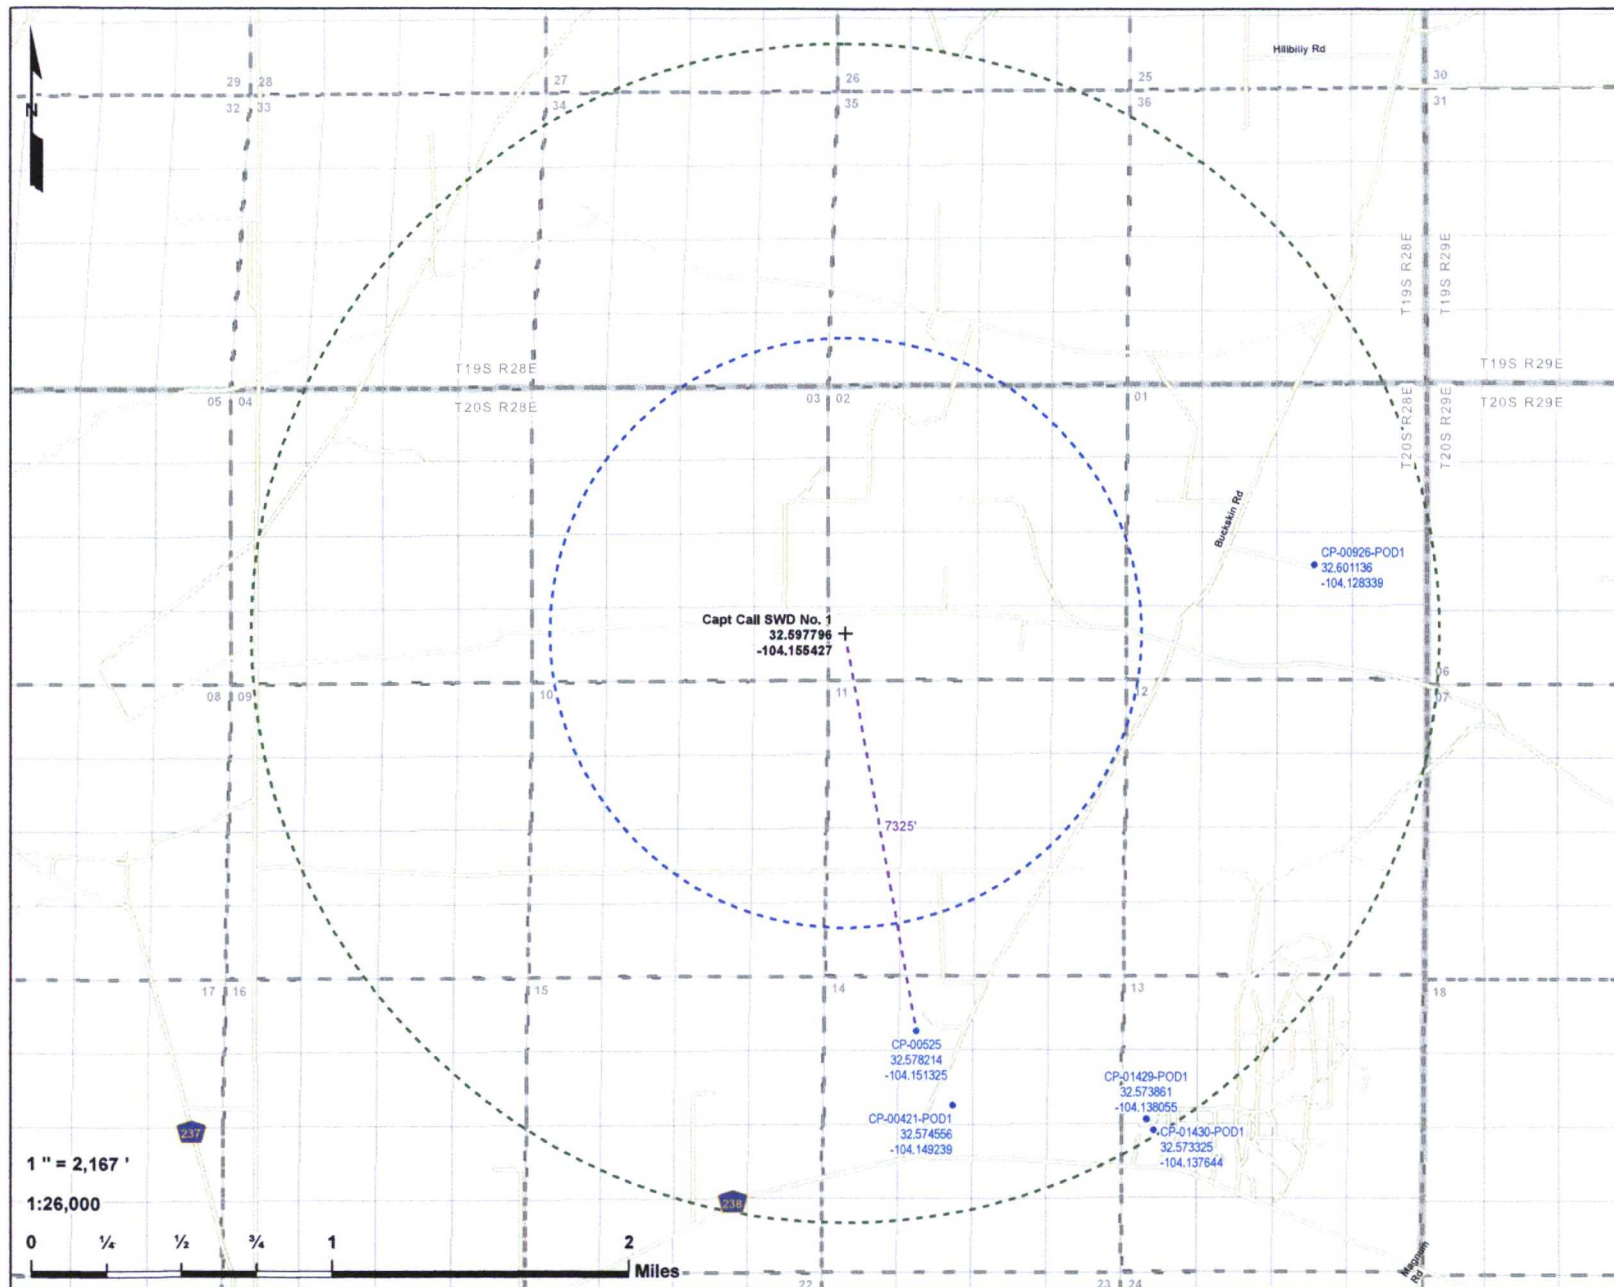 Hillbilly Rd
29 28
32 33
27
34
26
35
25
36
30
31
N
T19S R28E
T19S R29E
T19S R28E
T20S R28E
T19S R29E
T20S R29E
T20S R28E
T20S R29E
05 04
03 02
01
Buckskin Rd
CP-00926-POD1
32.601136
-104.128339
Capt Call SWD No. 1
32.597796
-104.155427
06
07
08 09
10
11
12
7325'
17 16
15
14
13
18
CP-00525
32.578214
-104.151325
CP-00421-POD1
32.574556
-104.149239
CP-01429-POD1
32.573861
-104.138055
CP-01430-POD1
32.573325
-104.137644
237
238
1 " = 2,167 '
1:26,000
0 ¼ ½ ¾ 1 2
Miles
22
23 24
Magnum
Rd